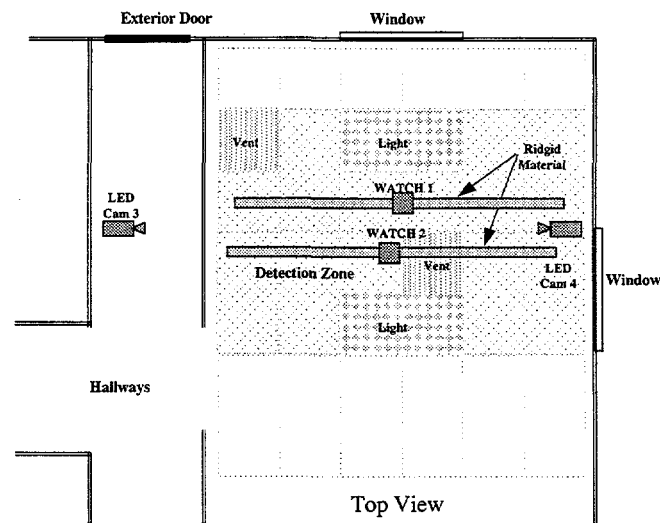 Exterior Door
Window
Vent
Light
Ridgid
Material
LED
Cam 3
WATCH 1
WATCH 2
Vent
Detection Zone
LED
Cam 4
Window
Light
Hallways
Top View